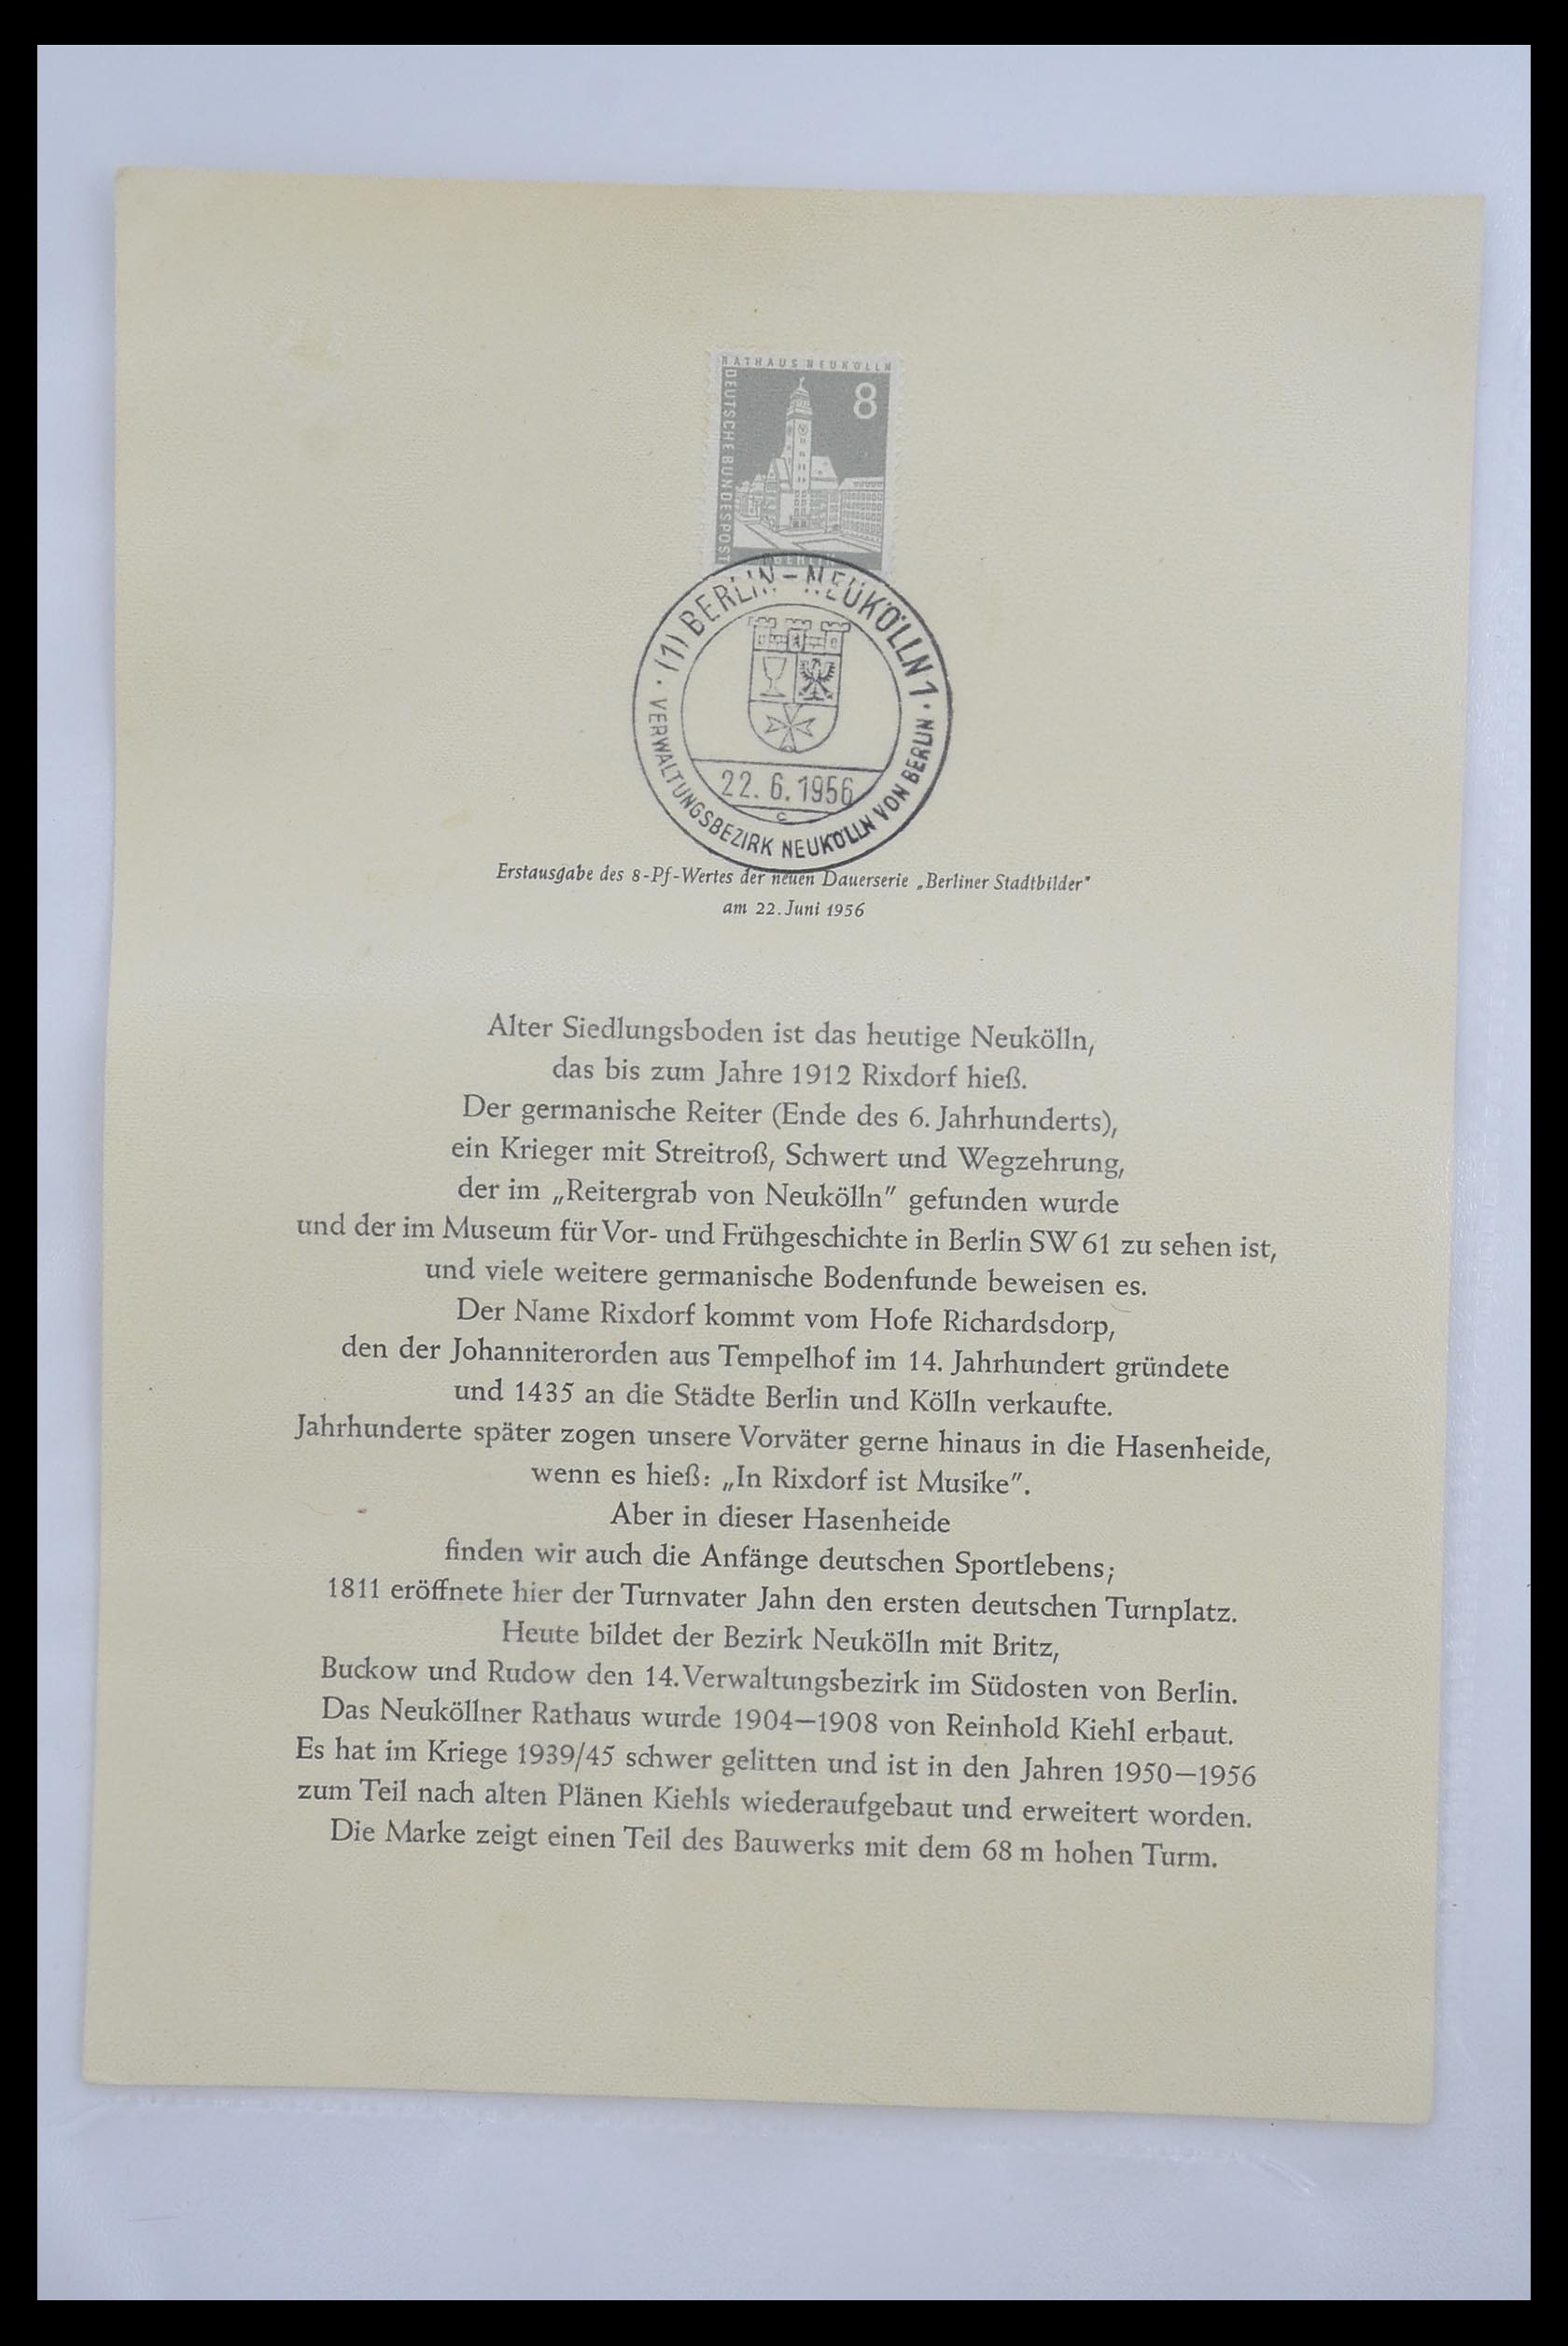 RATHAUS NEUKÖLLN
DEUTSCHE BUNDESPOST
8
BERLIN
(1) BERLIN - NEUKÖLLN 1
VERWALTUNGSBEZIRK NEUKÖLLN VON BERLIN
22. 6. 1956
c
Erstausgabe des 8-Pf-Wertes der neuen Dauerserie „Berliner Stadtbilder"
am 22. Juni 1956
Alter Siedlungsboden ist das heutige Neukölln,
das bis zum Jahre 1912 Rixdorf hieß.
Der germanische Reiter (Ende des 6. Jahrhunderts),
ein Krieger mit Streitroß, Schwert und Wegzehrung,
der im „Reitergrab von Neukölln" gefunden wurde
und der im Museum für Vor- und Frühgeschichte in Berlin SW 61 zu sehen ist,
und viele weitere germanische Bodenfunde beweisen es.
Der Name Rixdorf kommt vom Hofe Richardsdorp,
den der Johanniterorden aus Tempelhof im 14. Jahrhundert gründete
und 1435 an die Städte Berlin und Kölln verkaufte.
Jahrhunderte später zogen unsere Vorväter gerne hinaus in die Hasenheide,
wenn es hieß: „In Rixdorf ist Musike".
Aber in dieser Hasenheide
finden wir auch die Anfänge deutschen Sportlebens;
1811 eröffnete hier der Turnvater Jahn den ersten deutschen Turnplatz.
Heute bildet der Bezirk Neukölln mit Britz,
Buckow und Rudow den 14. Verwaltungsbezirk im Südosten von Berlin.
Das Neuköllner Rathaus wurde 1904—1908 von Reinhold Kiehl erbaut.
Es hat im Kriege 1939/45 schwer gelitten und ist in den Jahren 1950—1956
zum Teil nach alten Plänen Kiehls wiederaufgebaut und erweitert worden.
Die Marke zeigt einen Teil des Bauwerks mit dem 68 m hohen Turm.